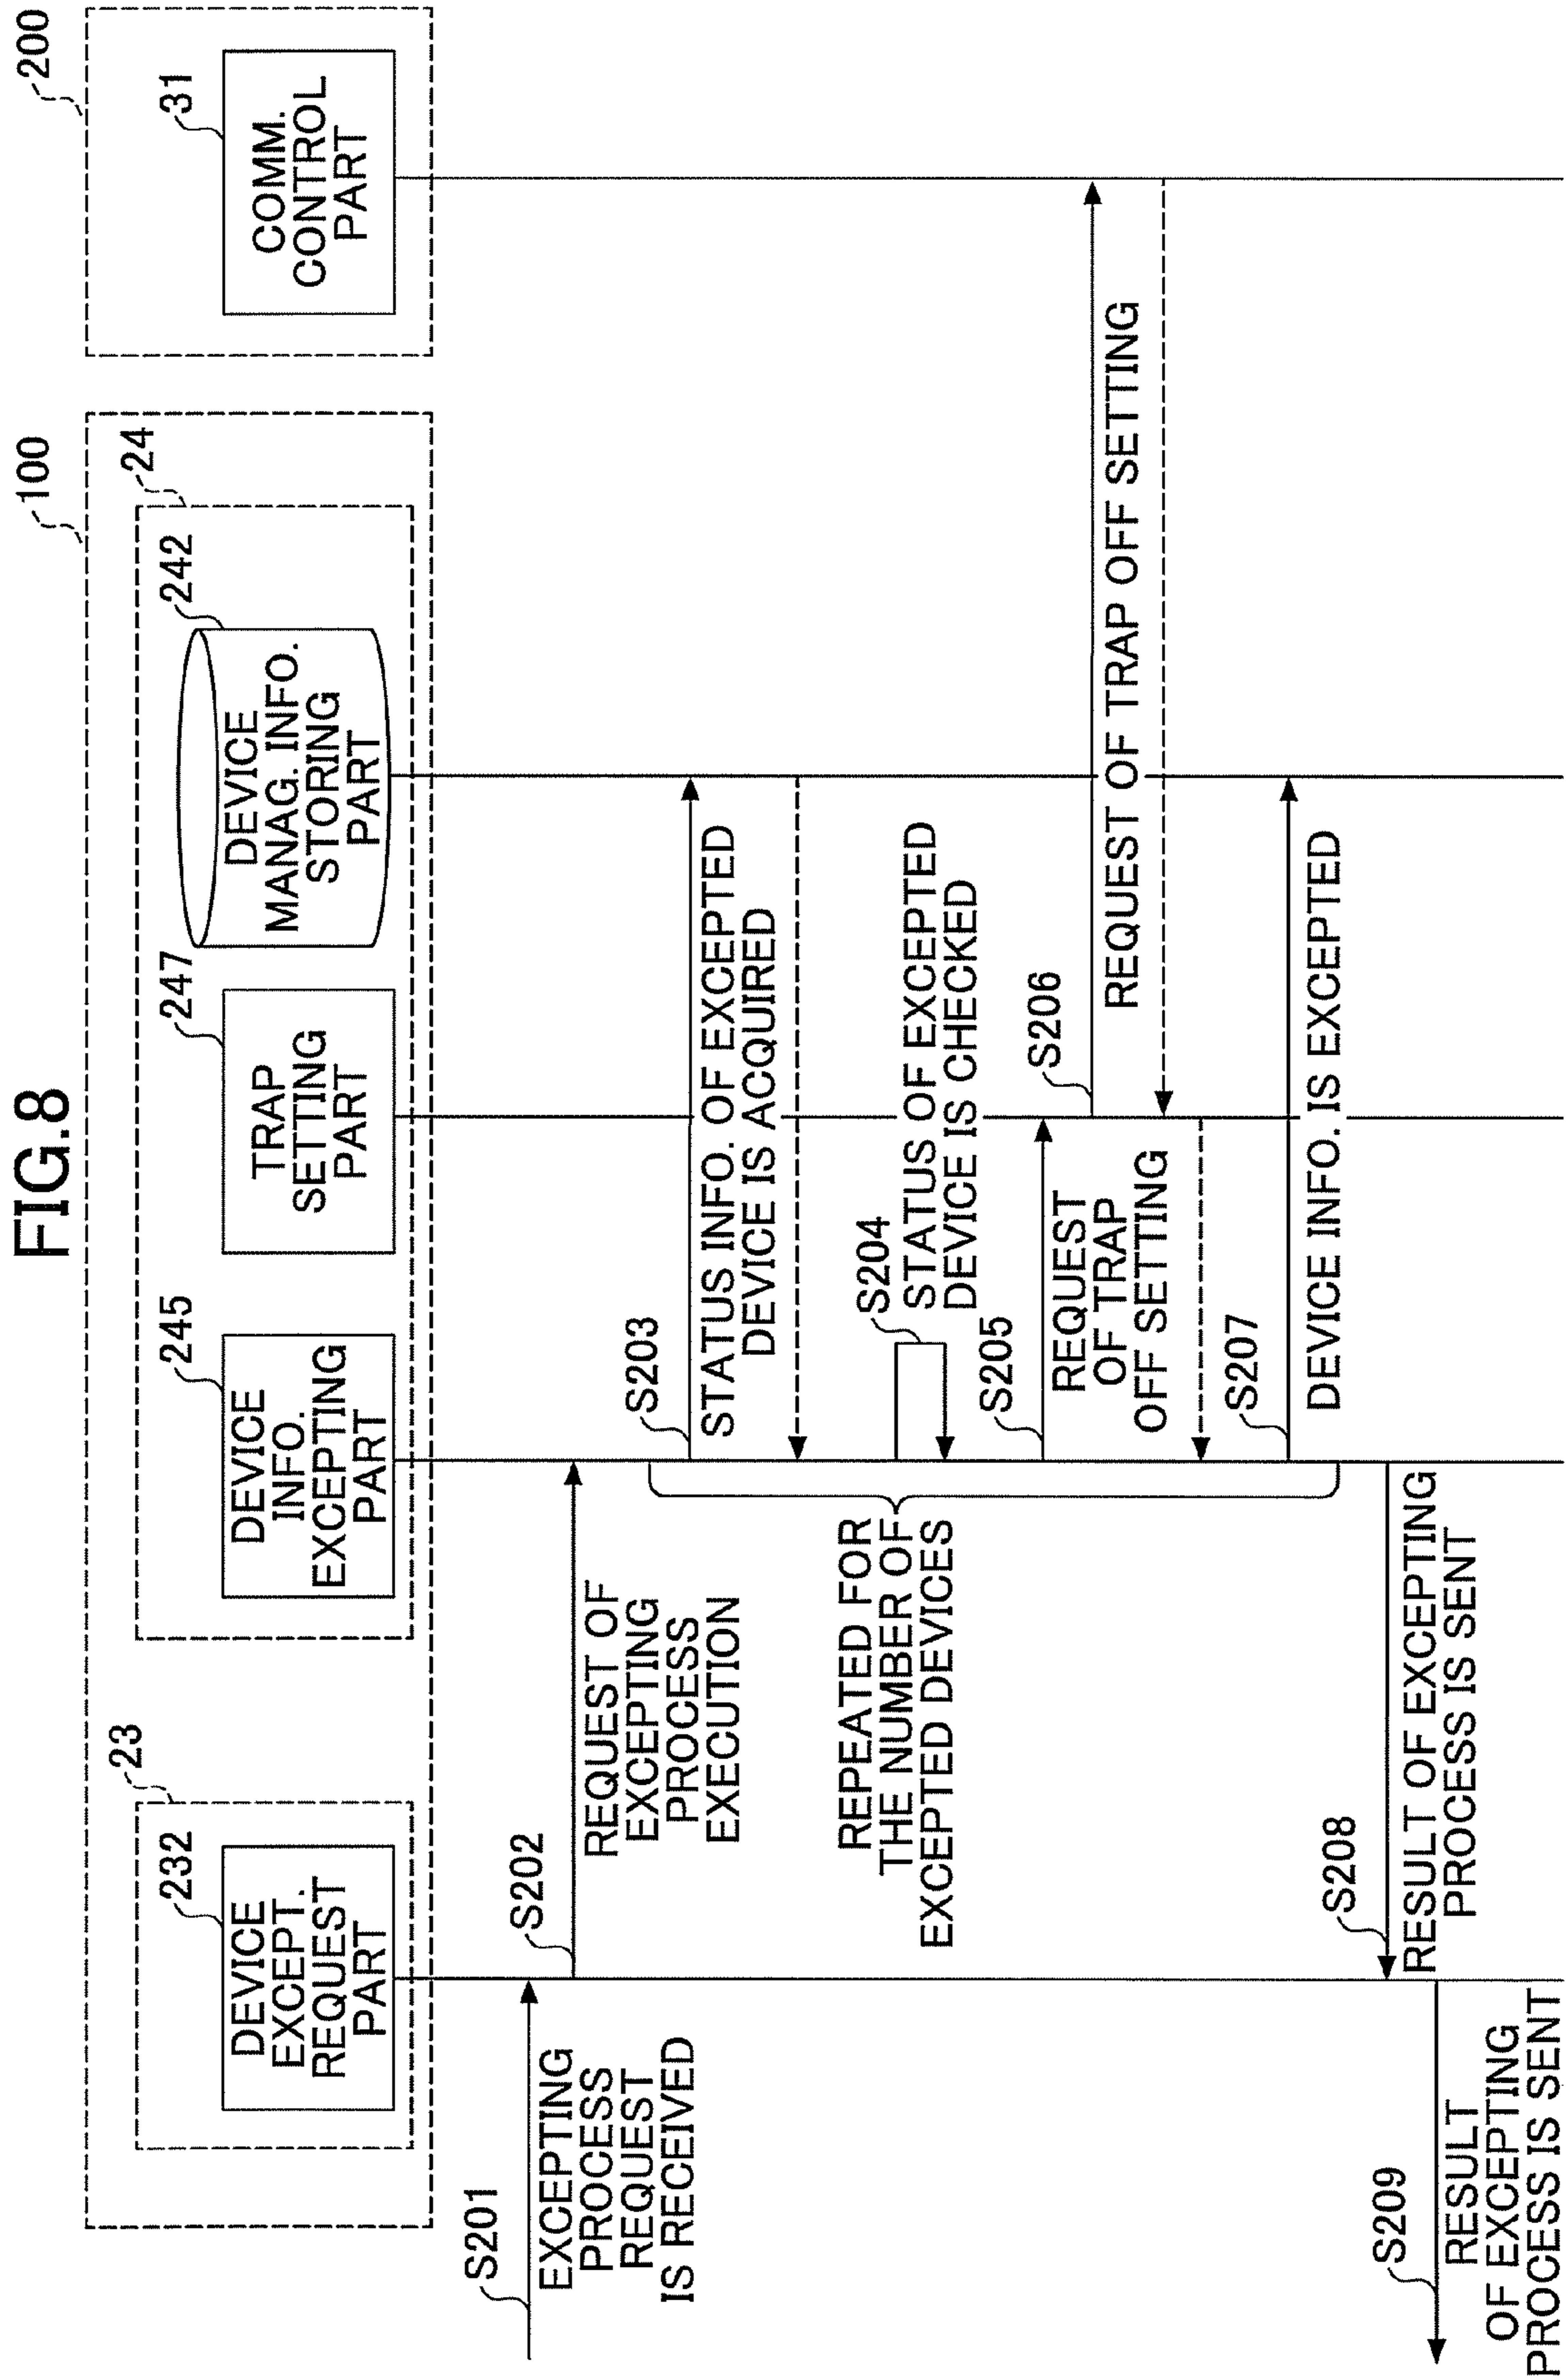 FIG.8
100
200
23
24
232
DEVICE
EXCEPT.
REQUEST
PART
245
DEVICE
INFO.
EXCEPTING
PART
247
TRAP
SETTING
PART
242
DEVICE
MANAG. INFO.
STORING
PART
31
COMM.
CONTROL
PART
S201
EXCEPTING
PROCESS
REQUEST
IS RECEIVED
S202
REQUEST OF
EXCEPTING
PROCESS
EXECUTION
S203
STATUS INFO. OF EXCEPTED
DEVICE IS ACQUIRED
REPEATED FOR
THE NUMBER OF
EXCEPTED DEVICES
S204
STATUS OF EXCEPTED
DEVICE IS CHECKED
S205
REQUEST
OF TRAP
OFF SETTING
S206
REQUEST OF TRAP OFF SETTING
S207
DEVICE INFO. IS EXCEPTED
S208
RESULT OF EXCEPTING
PROCESS IS SENT
S209
RESULT
OF EXCEPTING
PROCESS IS SENT